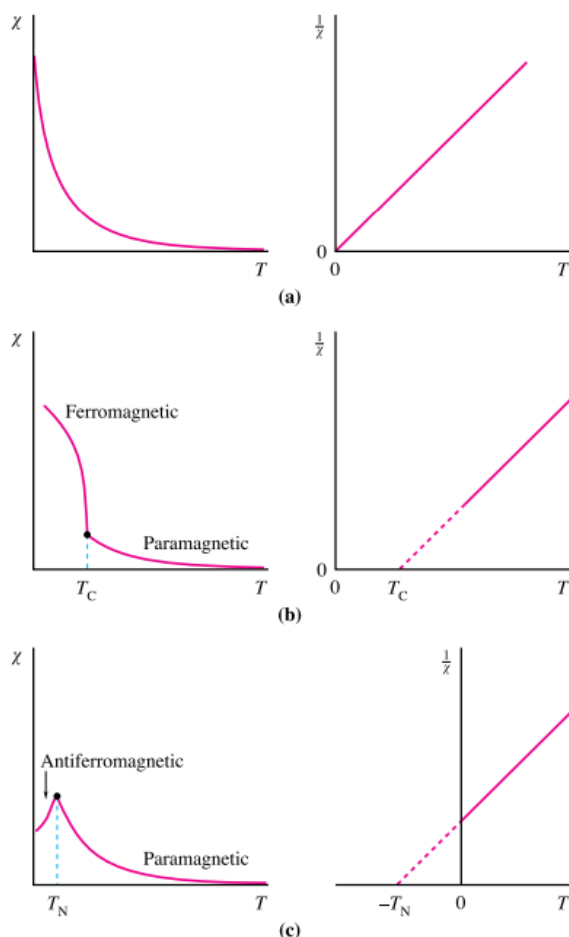 χ
1/χ
0
T
0
T
(a)
χ
1/χ
Ferromagnetic
Paramagnetic
0
T_C
T
0
T_C
T
(b)
χ
1/χ
Antiferromagnetic
Paramagnetic
T_N
T
−T_N
0
T
(c)